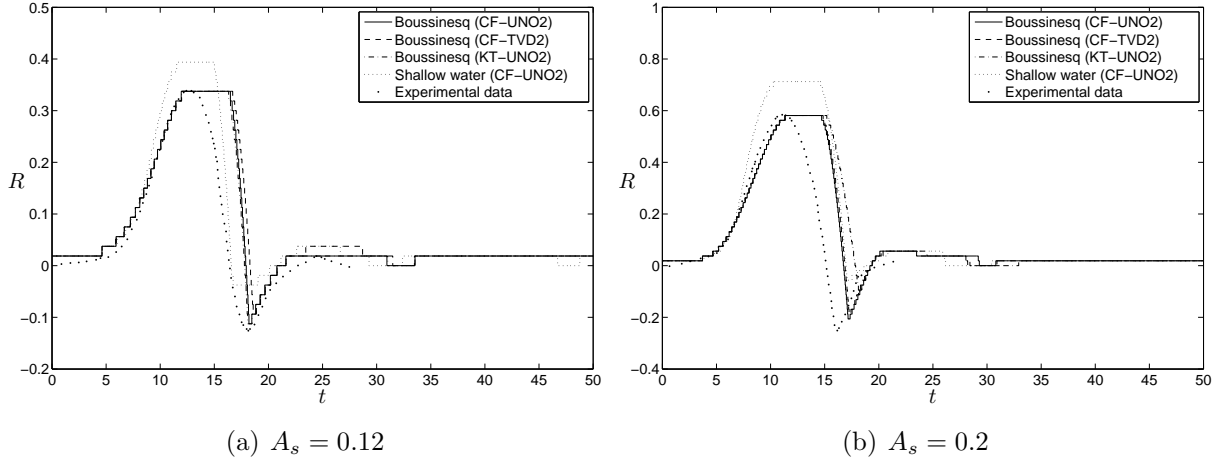 0.5
0.4
0.3
0.2
0.1
0
−0.1
−0.2
R
0 5 10 15 20 25 30 35 40 45 50
t
Boussinesq (CF−UNO2)
Boussinesq (CF−TVD2)
Boussinesq (KT−UNO2)
Shallow water (CF−UNO2)
Experimental data
(a) A_s = 0.12
1
0.8
0.6
0.4
0.2
0
−0.2
−0.4
R
0 5 10 15 20 25 30 35 40 45 50
t
Boussinesq (CF−UNO2)
Boussinesq (CF−TVD2)
Boussinesq (KT−UNO2)
Shallow water (CF−UNO2)
Experimental data
(b) A_s = 0.2